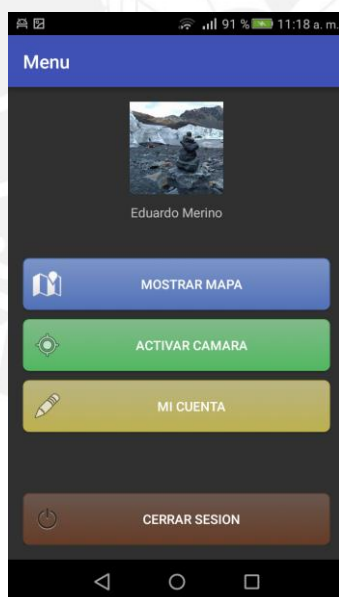 91 % 11:18 a. m.
Menu
Eduardo Merino
MOSTRAR MAPA
ACTIVAR CAMARA
MI CUENTA
CERRAR SESION